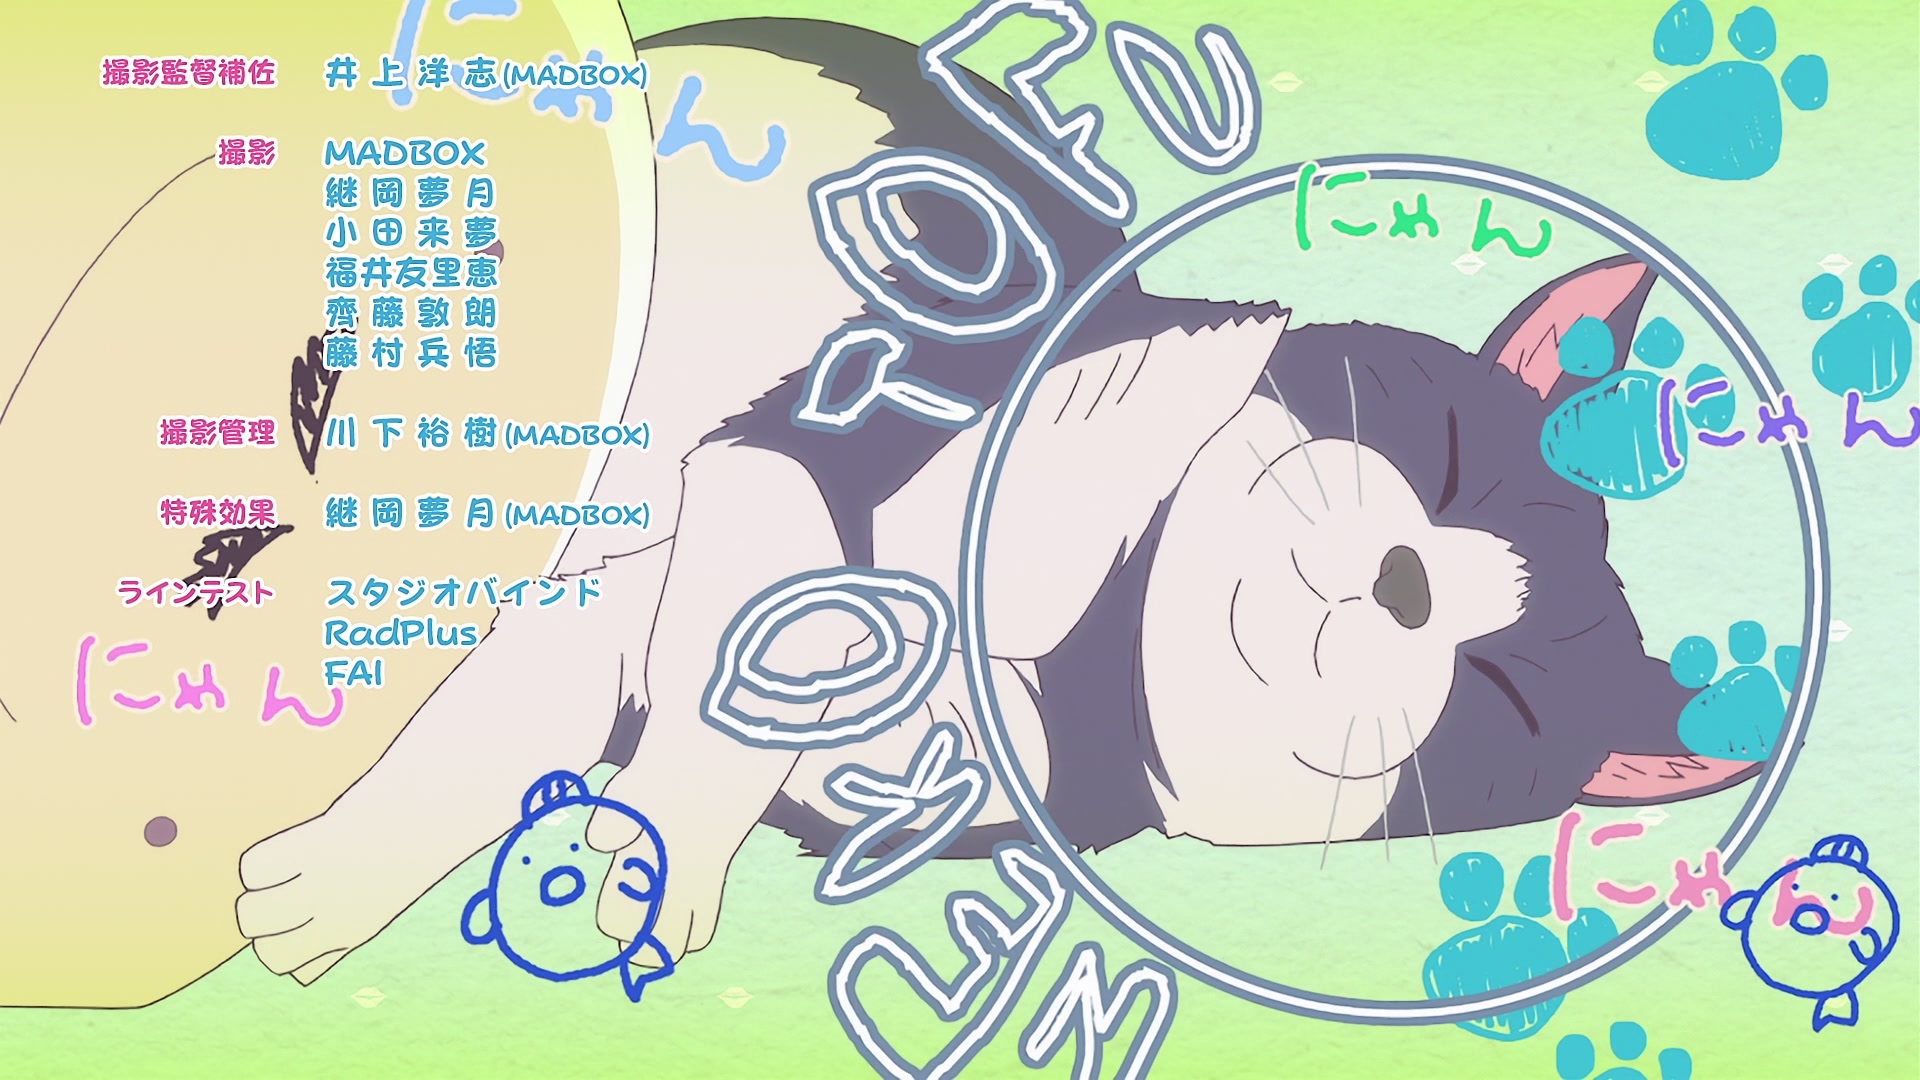 撮影監督補佐 井上洋志(MADBOX)
撮影 MADBOX
継岡夢月
小田来夢
福井友里恵
齊藤敦朗
藤村兵悟
撮影管理 川下裕樹(MADBOX)
特殊効果 継岡夢月(MADBOX)
ラインテスト スタジオバインド
RadPlus
FAI
にゃん
にゃん
にゃん
にゃん
にゃん